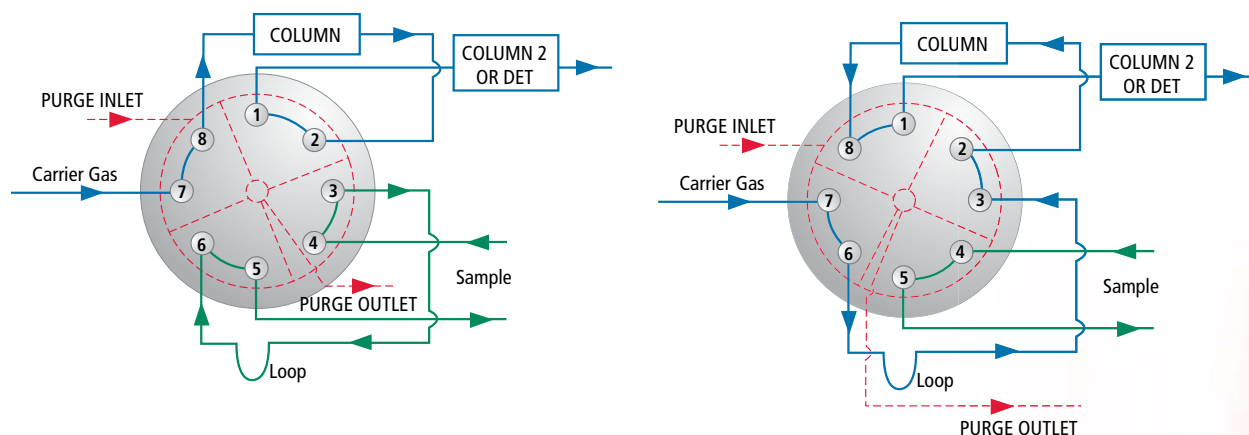 COLUMN
COLUMN 2
OR DET
PURGE INLET
1
2
8
Carrier Gas
7
3
6
4
5
Sample
PURGE OUTLET
Loop
COLUMN
COLUMN 2
OR DET
PURGE INLET
1
8
2
Carrier Gas
7
3
6
4
5
Sample
Loop
PURGE OUTLET